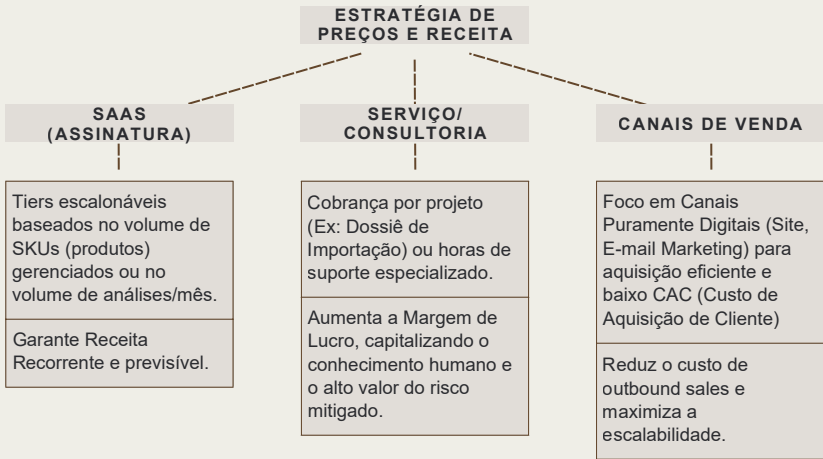 ESTRATÉGIA DE
PREÇOS E RECEITA
SAAS
(ASSINATURA)
Tiers escalonáveis
baseados no volume de
SKUs (produtos)
gerenciados ou no
volume de análises/mês.
Garante Receita
Recorrente e previsível.
SERVIÇO/
CONSULTORIA
Cobrança por projeto
(Ex: Dossiê de
Importação) ou horas de
suporte especializado.
Aumenta a Margem de
Lucro, capitalizando o
conhecimento humano e
o alto valor do risco
mitigado.
CANAIS DE VENDA
Foco em Canais
Puramente Digitais (Site,
E-mail Marketing) para
aquisição eficiente e
baixo CAC (Custo de
Aquisição de Cliente)
Reduz o custo de
outbound sales e
maximiza a
escalabilidade.